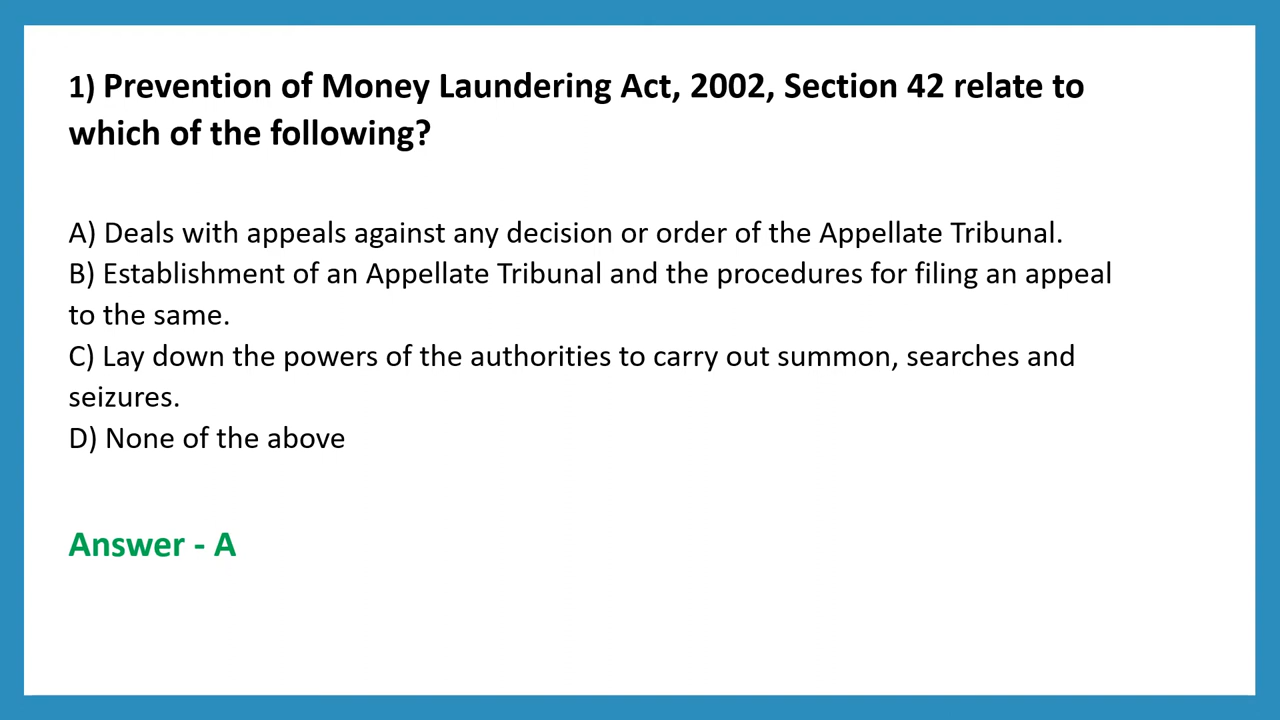 1) Prevention of Money Laundering Act, 2002, Section 42 relate to
which of the following?
A) Deals with appeals against any decision or order of the Appellate Tribunal.
B) Establishment of an Appellate Tribunal and the procedures for filing an appeal
to the same.
C) Lay down the powers of the authorities to carry out summon, searches and
seizures.
D) None of the above
Answer - A